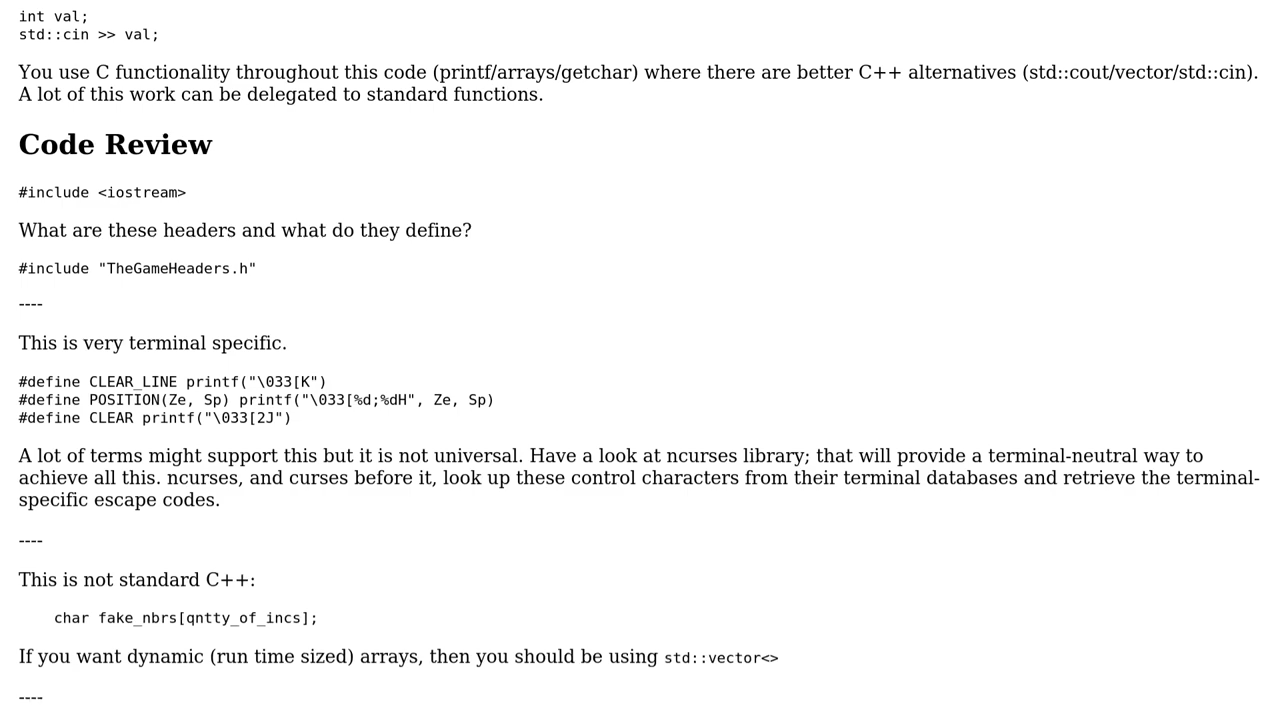 int val;
std::cin >> val;
You use C functionality throughout this code (printf/arrays/getchar) where there are better C++ alternatives (std::cout/vector/std::cin).
A lot of this work can be delegated to standard functions.
Code Review
#include <iostream>
What are these headers and what do they define?
#include "TheGameHeaders.h"
----
This is very terminal specific.
#define CLEAR_LINE printf("\033[K")
#define POSITION(Ze, Sp) printf("\033[%d;%dH", Ze, Sp)
#define CLEAR printf("\033[2J")
A lot of terms might support this but it is not universal. Have a look at ncurses library; that will provide a terminal-neutral way to
achieve all this. ncurses, and curses before it, look up these control characters from their terminal databases and retrieve the terminal-
specific escape codes.
----
This is not standard C++:
    char fake_nbrs[qntty_of_incs];
If you want dynamic (run time sized) arrays, then you should be using std::vector<>
----